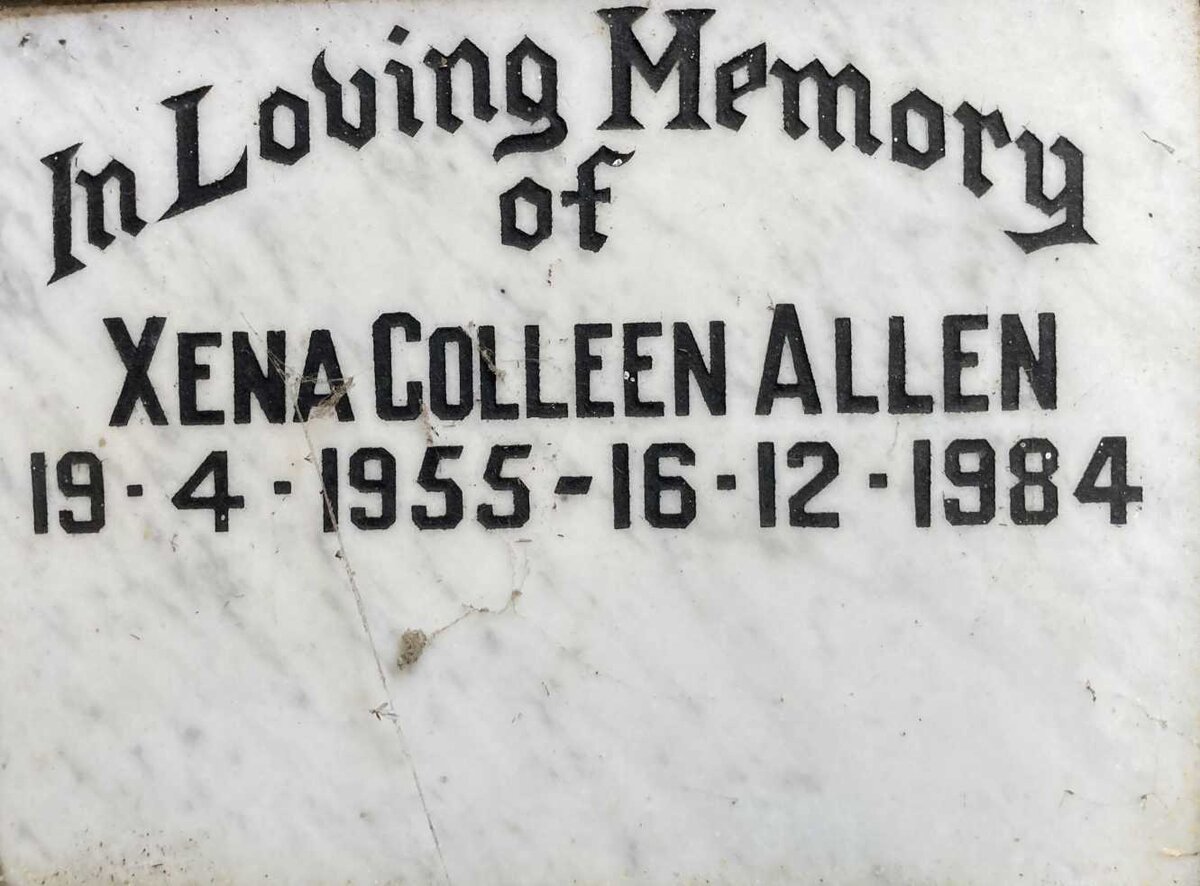 In Loving Memory
of
XENA COLLEEN ALLEN
19·4·1955-16·12·1984